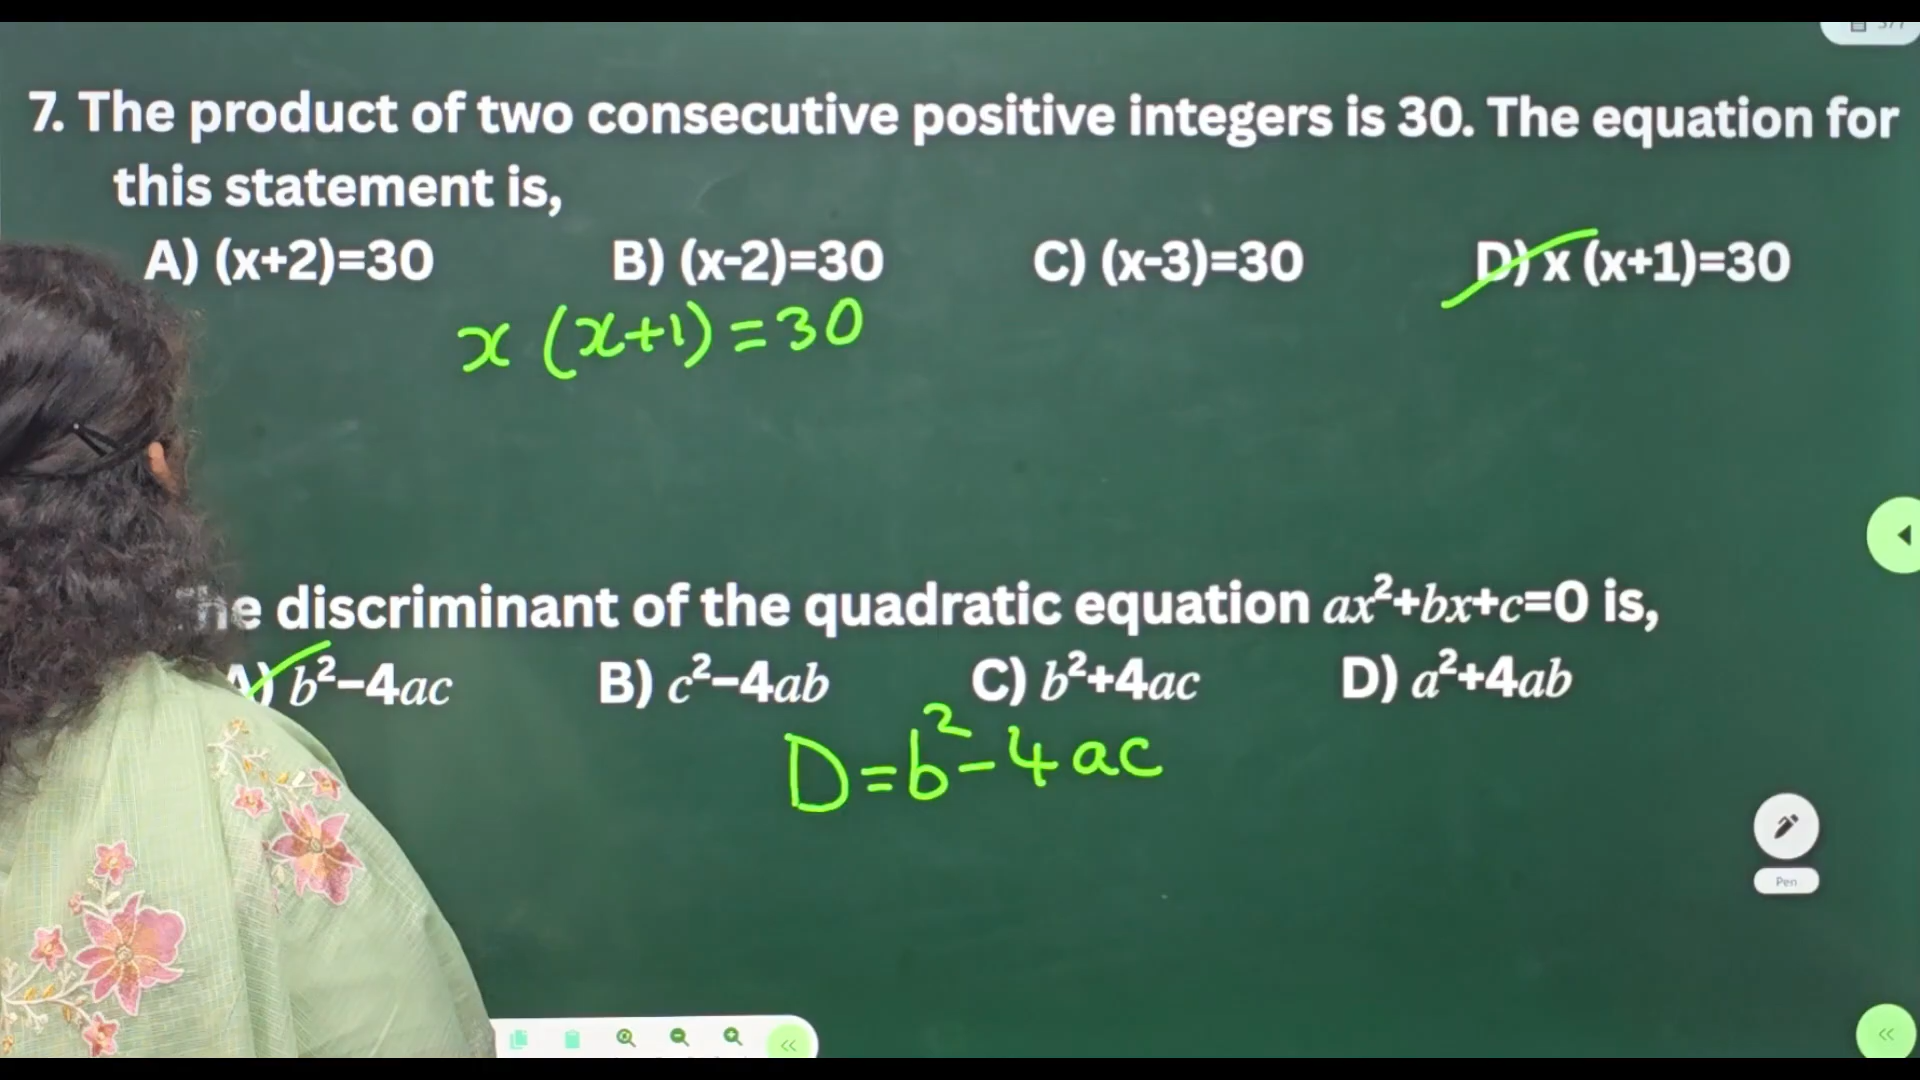 7. The product of two consecutive positive integers is 30. The equation for
this statement is,
A) (x+2)=30 B) (x-2)=30 C) (x-3)=30 D) x (x+1)=30
x (x+1) = 30
discriminant of the quadratic equation ax²+bx+c=0 is,
A) b²–4ac B) c²–4ab C) b²+4ac D) a²+4ab
D = b² – 4ac
Pen